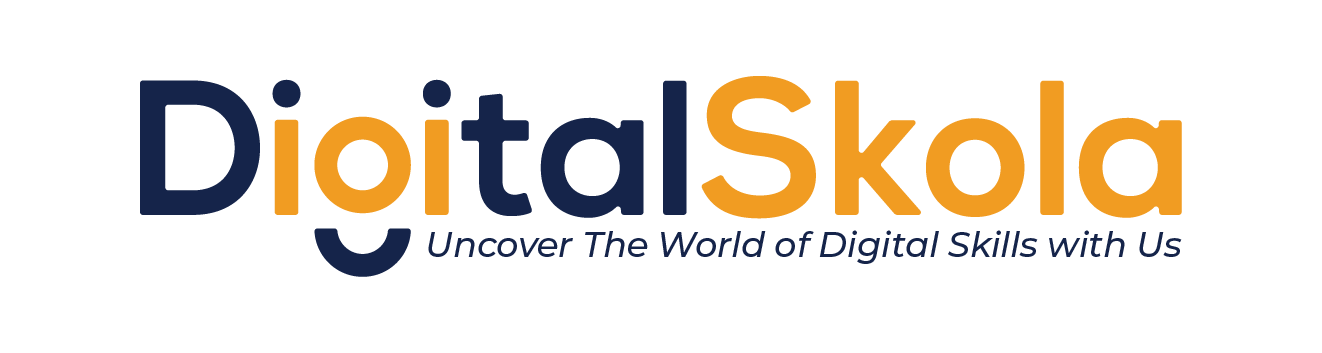 DigitalSkola
Uncover The World of Digital Skills with Us